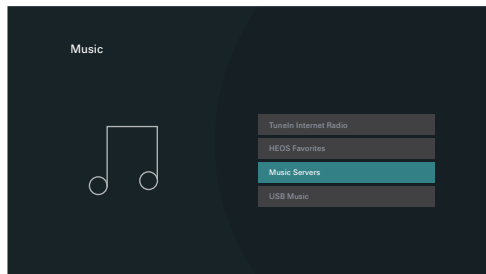 Music
TuneIn Internet Radio
HEOS Favorites
Music Servers
USB Music